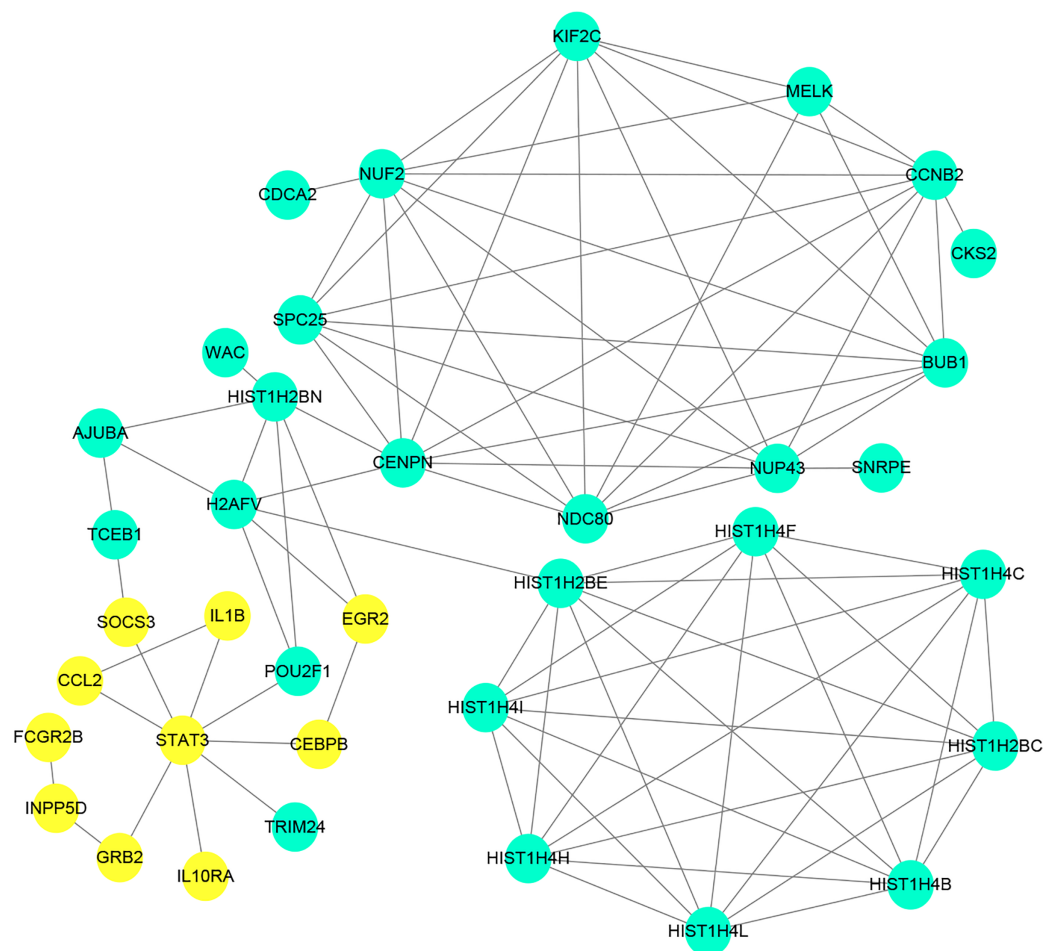 KIF2C
MELK
NUF2
CCNB2
CDCA2
CKS2
SPC25
WAC
BUB1
HIST1H2BN
AJUBA
CENPN
NUP43
SNRPE
H2AFV
NDC80
TCEB1
HIST1H4F
HIST1H2BE
HIST1H4C
SOCS3
IL1B
EGR2
CCL2
POU2F1
HIST1H4I
FCGR2B
STAT3
CEBPB
HIST1H2BC
INPP5D
TRIM24
GRB2
HIST1H4H
IL10RA
HIST1H4B
HIST1H4L